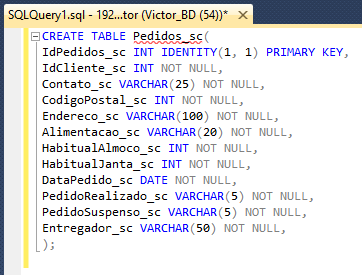 SQLQuery1.sql - 192...tor (Victor_BD (54))*
CREATE TABLE Pedidos_sc(
IdPedidos_sc INT IDENTITY(1, 1) PRIMARY KEY,
IdCliente_sc INT NOT NULL,
Contato_sc VARCHAR(25) NOT NULL,
CodigoPostal_sc INT NOT NULL,
Endereco_sc VARCHAR(100) NOT NULL,
Alimentacao_sc VARCHAR(20) NOT NULL,
HabitualAlmoco_sc INT NOT NULL,
HabitualJanta_sc INT NOT NULL,
DataPedido_sc DATE NOT NULL,
PedidoRealizado_sc VARCHAR(5) NOT NULL,
PedidoSuspenso_sc VARCHAR(5) NOT NULL,
Entregador_sc VARCHAR(50) NOT NULL,
);